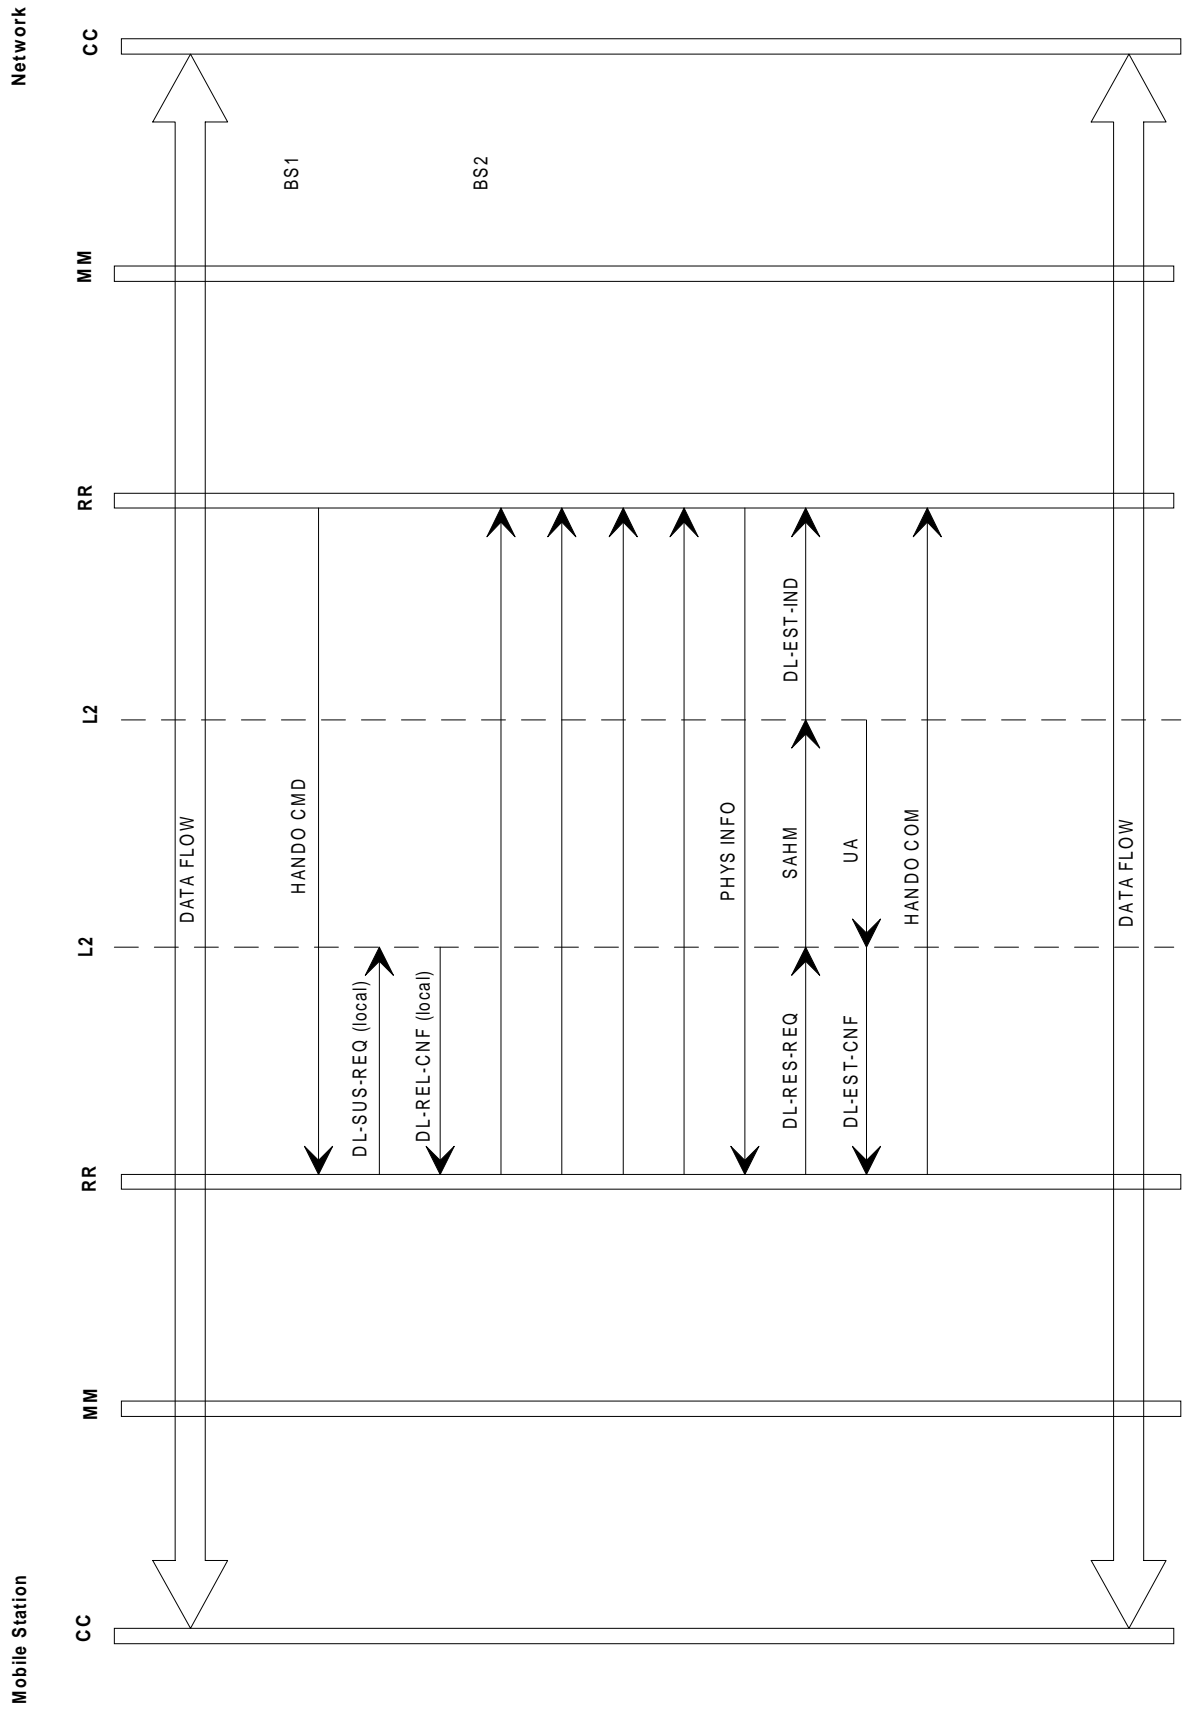 Mobile Station
Network
CC
MM
RR
L2
L2
RR
MM
CC
DATA FLOW
BS1
HANDO CMD
DL-SUS-REQ (local)
DL-REL-CNF (local)
BS2
PHYS INFO
DL-RES-REQ
SAHM
DL-EST-IND
DL-EST-CNF
UA
HANDO COM
DATA FLOW